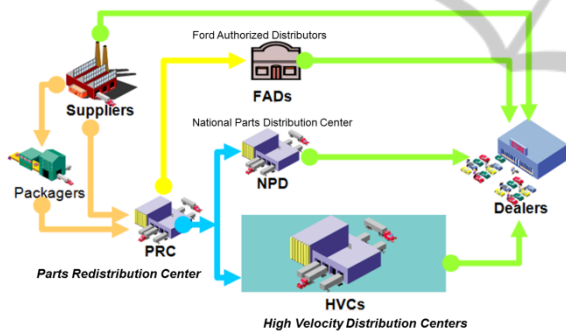 Ford Authorized Distributors
FADs
Suppliers
National Parts Distribution Center
Packagers
NPD
Dealers
PRC
Parts Redistribution Center
HVCs
High Velocity Distribution Centers